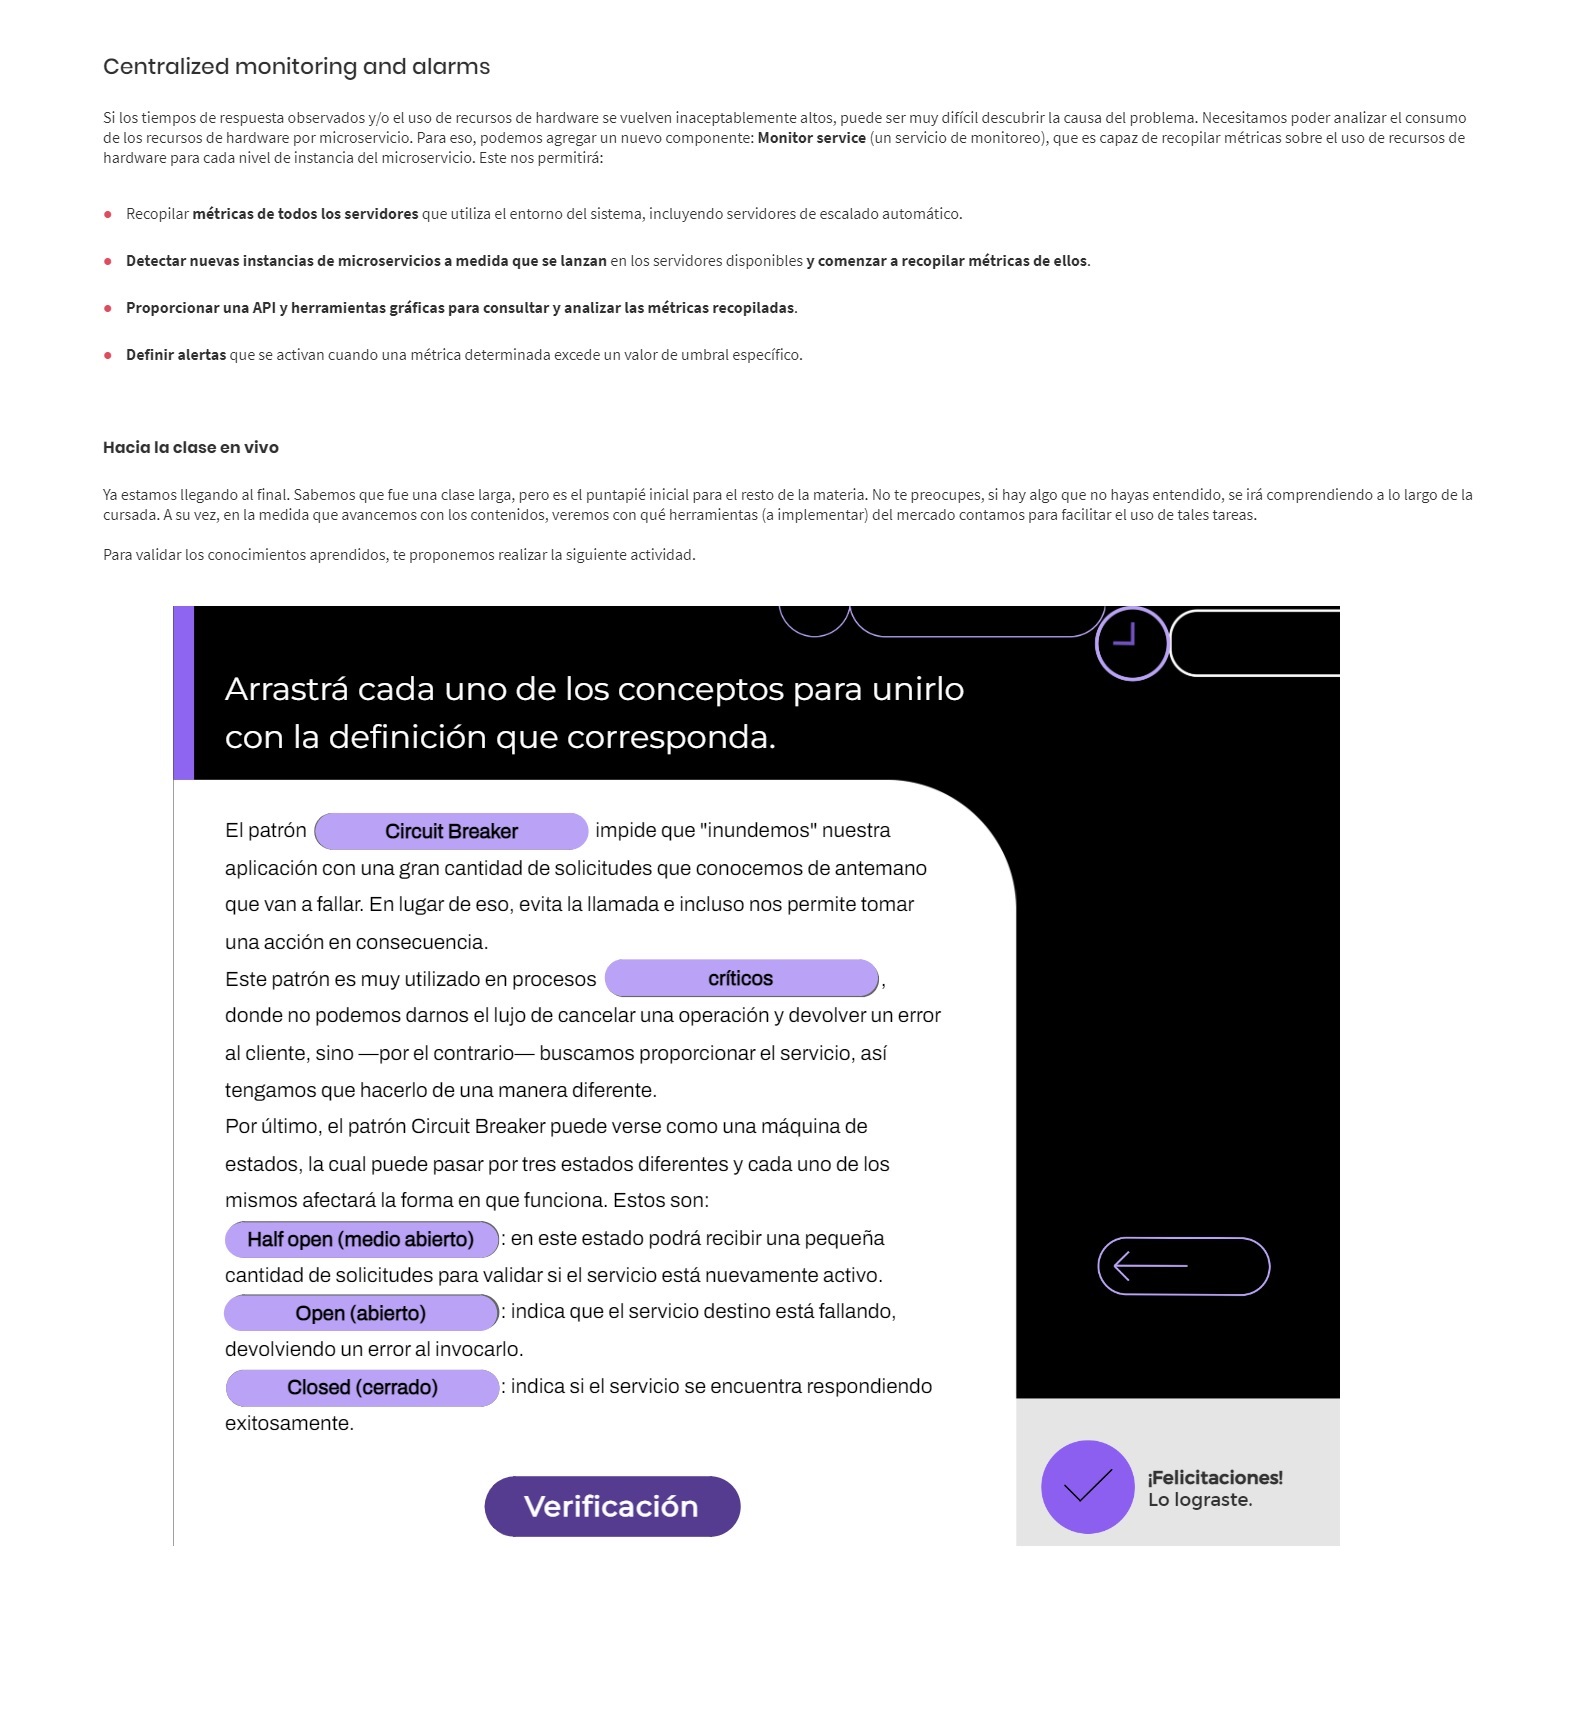 Centralized monitoring and alarms
Si los tiempos de respuesta observados y/o el uso de recursos de hardware se vuelven inaceptablemente altos, puede ser muy difícil descubrir la causa del problema. Necesitamos poder analizar el consumo
de los recursos de hardware por microservicio. Para eso, podemos agregar un nuevo componente: Monitor service (un servicio de monitoreo), que es capaz de recopilar métricas sobre el uso de recursos de
hardware para cada nivel de instancia del microservicio. Este nos permitirá:
● Recopilar métricas de todos los servidores que utiliza el entorno del sistema, incluyendo servidores de escalado automático.
● Detectar nuevas instancias de microservicios a medida que se lanzan en los servidores disponibles y comenzar a recopilar métricas de ellos.
● Proporcionar una API y herramientas gráficas para consultar y analizar las métricas recopiladas.
● Definir alertas que se activan cuando una métrica determinada excede un valor de umbral específico.
Hacia la clase en vivo
Ya estamos llegando al final. Sabemos que fue una clase larga, pero es el puntapié inicial para el resto de la materia. No te preocupes, si hay algo que no hayas entendido, se irá comprendiendo a lo largo de la
cursada. A su vez, en la medida que avancemos con los contenidos, veremos con qué herramientas (a implementar) del mercado contamos para facilitar el uso de tales tareas.
Para validar los conocimientos aprendidos, te proponemos realizar la siguiente actividad.
Arrastrá cada uno de los conceptos para unirlo
con la definición que corresponda.
El patrón Circuit Breaker impide que "inundemos" nuestra
aplicación con una gran cantidad de solicitudes que conocemos de antemano
que van a fallar. En lugar de eso, evita la llamada e incluso nos permite tomar
una acción en consecuencia.
Este patrón es muy utilizado en procesos críticos,
donde no podemos darnos el lujo de cancelar una operación y devolver un error
al cliente, sino —por el contrario— buscamos proporcionar el servicio, así
tengamos que hacerlo de una manera diferente.
Por último, el patrón Circuit Breaker puede verse como una máquina de
estados, la cual puede pasar por tres estados diferentes y cada uno de los
mismos afectará la forma en que funciona. Estos son:
Half open (medio abierto): en este estado podrá recibir una pequeña
cantidad de solicitudes para validar si el servicio está nuevamente activo.
Open (abierto): indica que el servicio destino está fallando,
devolviendo un error al invocarlo.
Closed (cerrado): indica si el servicio se encuentra respondiendo
exitosamente.
Verificación
¡Felicitaciones!
Lo lograste.